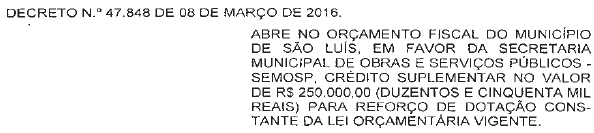 DECRETO N.º 47.848 DE 08 DE MARÇO DE 2016.
ABRE NO ORÇAMENTO FISCAL DO MUNICÍPIO
DE SÃO LUÍS, EM FAVOR DA SECRETARIA
MUNICIPAL DE OBRAS E SERVIÇOS PÚBLICOS -
SEMOSP, CRÉDITO SUPLEMENTAR NO VALOR
DE R$ 250.000,00 (DUZENTOS E CINQUENTA MIL
REAIS) PARA REFORÇO DE DOTAÇÃO CONS-
TANTE DA LEI ORÇAMENTÁRIA VIGENTE.